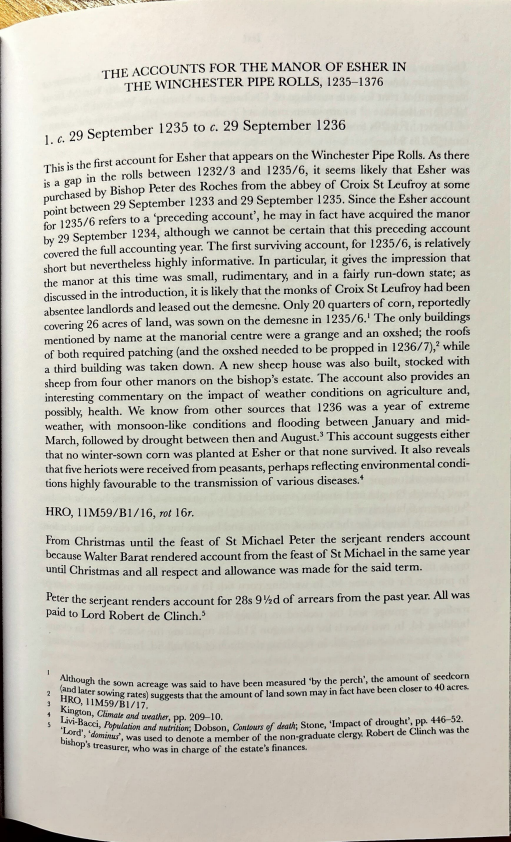 THE ACCOUNTS FOR THE MANOR OF ESHER IN
THE WINCHESTER PIPE ROLLS, 1235–1376
1. c. 29 September 1235 to c. 29 September 1236
This is the first account for Esher that appears on the Winchester Pipe Rolls. As there
is a gap in the rolls between 1232/3 and 1235/6, it seems likely that Esher was
purchased by Bishop Peter des Roches from the abbey of Croix St Leufroy at some
point between 29 September 1233 and 29 September 1235. Since the Esher account
for 1235/6 refers to a ‘preceding account’, he may in fact have acquired the manor
by 29 September 1234, although we cannot be certain that this preceding account
covered the full accounting year. The first surviving account, for 1235/6, is relatively
short but nevertheless highly informative. In particular, it gives the impression that
the manor at this time was small, rudimentary, and in a fairly run-down state; as
discussed in the introduction, it is likely that the monks of Croix St Leufroy had been
absentee landlords and leased out the demesne. Only 20 quarters of corn, reportedly
covering 26 acres of land, was sown on the demesne in 1235/6.¹ The only buildings
mentioned by name at the manorial centre were a grange and an oxshed; the roofs
of both required patching (and the oxshed needed to be propped in 1236/7),² while
a third building was taken down. A new sheep house was also built, stocked with
sheep from four other manors on the bishop’s estate. The account also provides an
interesting commentary on the impact of weather conditions on agriculture and,
possibly, health. We know from other sources that 1236 was a year of extreme
weather, with monsoon-like conditions and flooding between January and mid-
March, followed by drought between then and August.³ This account suggests either
that no winter-sown corn was planted at Esher or that none survived. It also reveals
that five heriots were received from peasants, perhaps reflecting environmental condi-
tions highly favourable to the transmission of various diseases.⁴
HRO, 11M59/B1/16, rot 16r.
From Christmas until the feast of St Michael Peter the serjeant renders account
because Walter Barat rendered account from the feast of St Michael in the same year
until Christmas and all respect and allowance was made for the said term.
Peter the serjeant renders account for 28s 9½d of arrears from the past year. All was
paid to Lord Robert de Clinch.⁵
1 Although the sown acreage was said to have been measured ‘by the perch’, the amount of seedcorn
(and later sowing rates) suggests that the amount of land sown may in fact have been closer to 40 acres.
2 HRO, 11M59/B1/17.
3 Kington, Climate and weather, pp. 209–10.
4 Livi-Bacci, Population and nutrition; Dobson, Contours of death; Stone, ‘Impact of drought’, pp. 446–52.
5 ‘Lord’, ‘dominus’, was used to denote a member of the non-graduate clergy. Robert de Clinch was the
bishop’s treasurer, who was in charge of the estate’s finances.